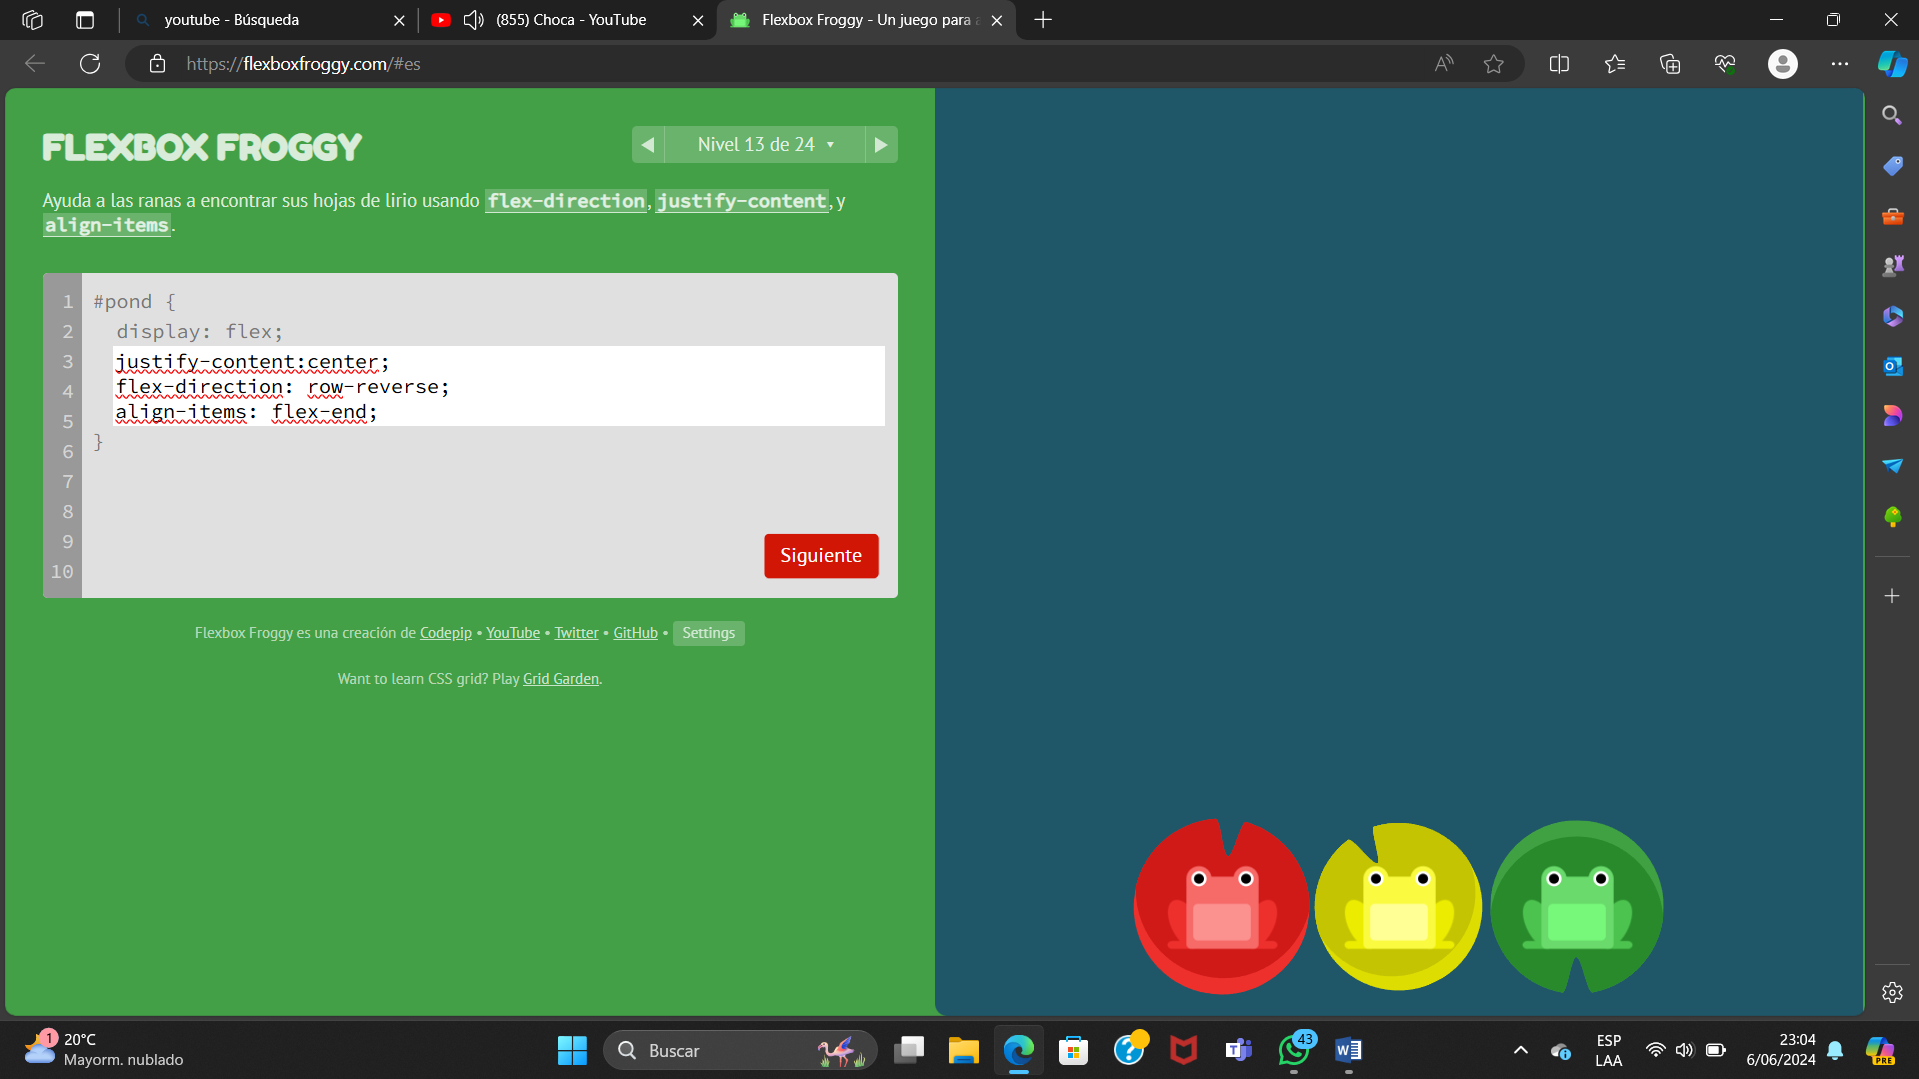 youtube - Búsqueda
(855) Choca - YouTube
Flexbox Froggy - Un juego para a
https://flexboxfroggy.com/#es
FLEXBOX FROGGY
Nivel 13 de 24
Ayuda a las ranas a encontrar sus hojas de lirio usando flex-direction, justify-content, y
align-items.
1 #pond {
2 display: flex;
3 justify-content:center;
4 flex-direction: row-reverse;
5 align-items: flex-end;
6 }
7
8
9
10
Siguiente
Flexbox Froggy es una creación de Codepip • YouTube • Twitter • GitHub • Settings
Want to learn CSS grid? Play Grid Garden.
1
20°C
Mayorm. nublado
Buscar
43
ESP
LAA
23:04
6/06/2024
PRE